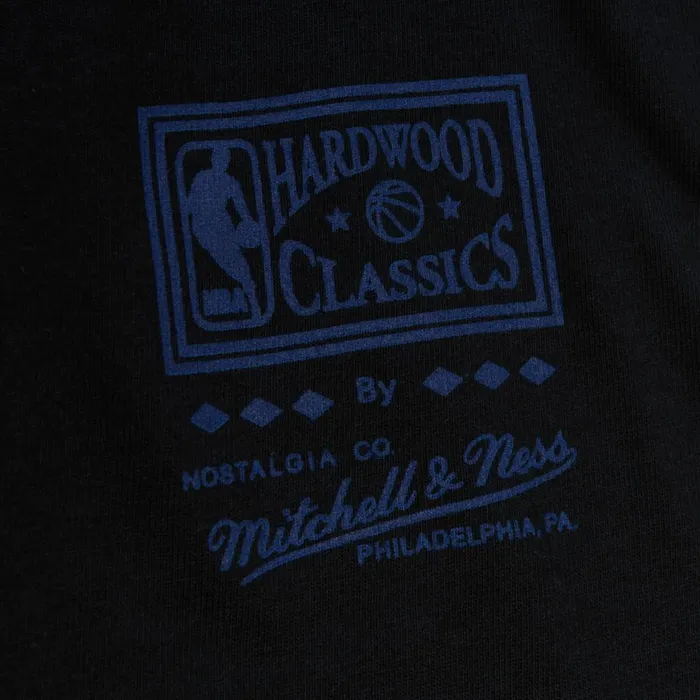 HARDWOOD
CLASSICS
NBA
By
NOSTALGIA CO.
Mitchell & Ness
PHILADELPHIA, PA.